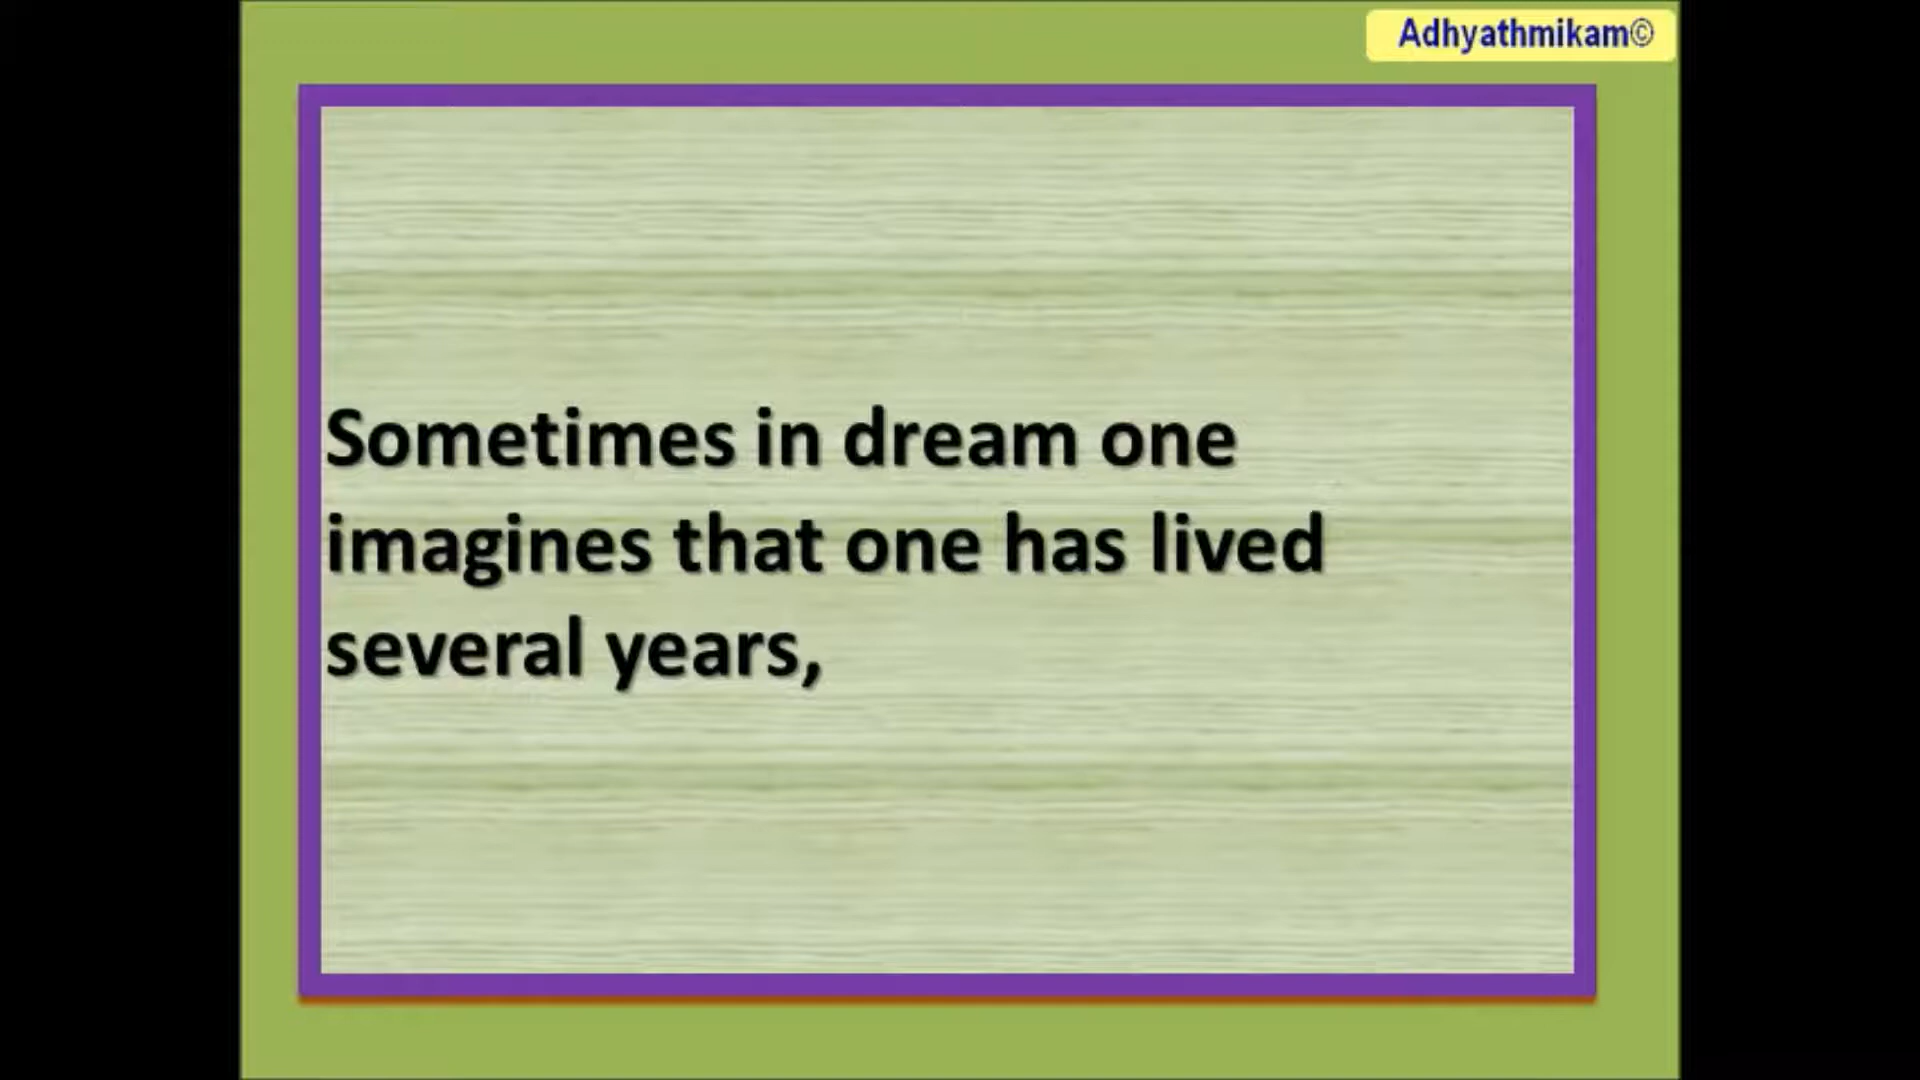 Adhyathmikam©
Sometimes in dream one
imagines that one has lived
several years,